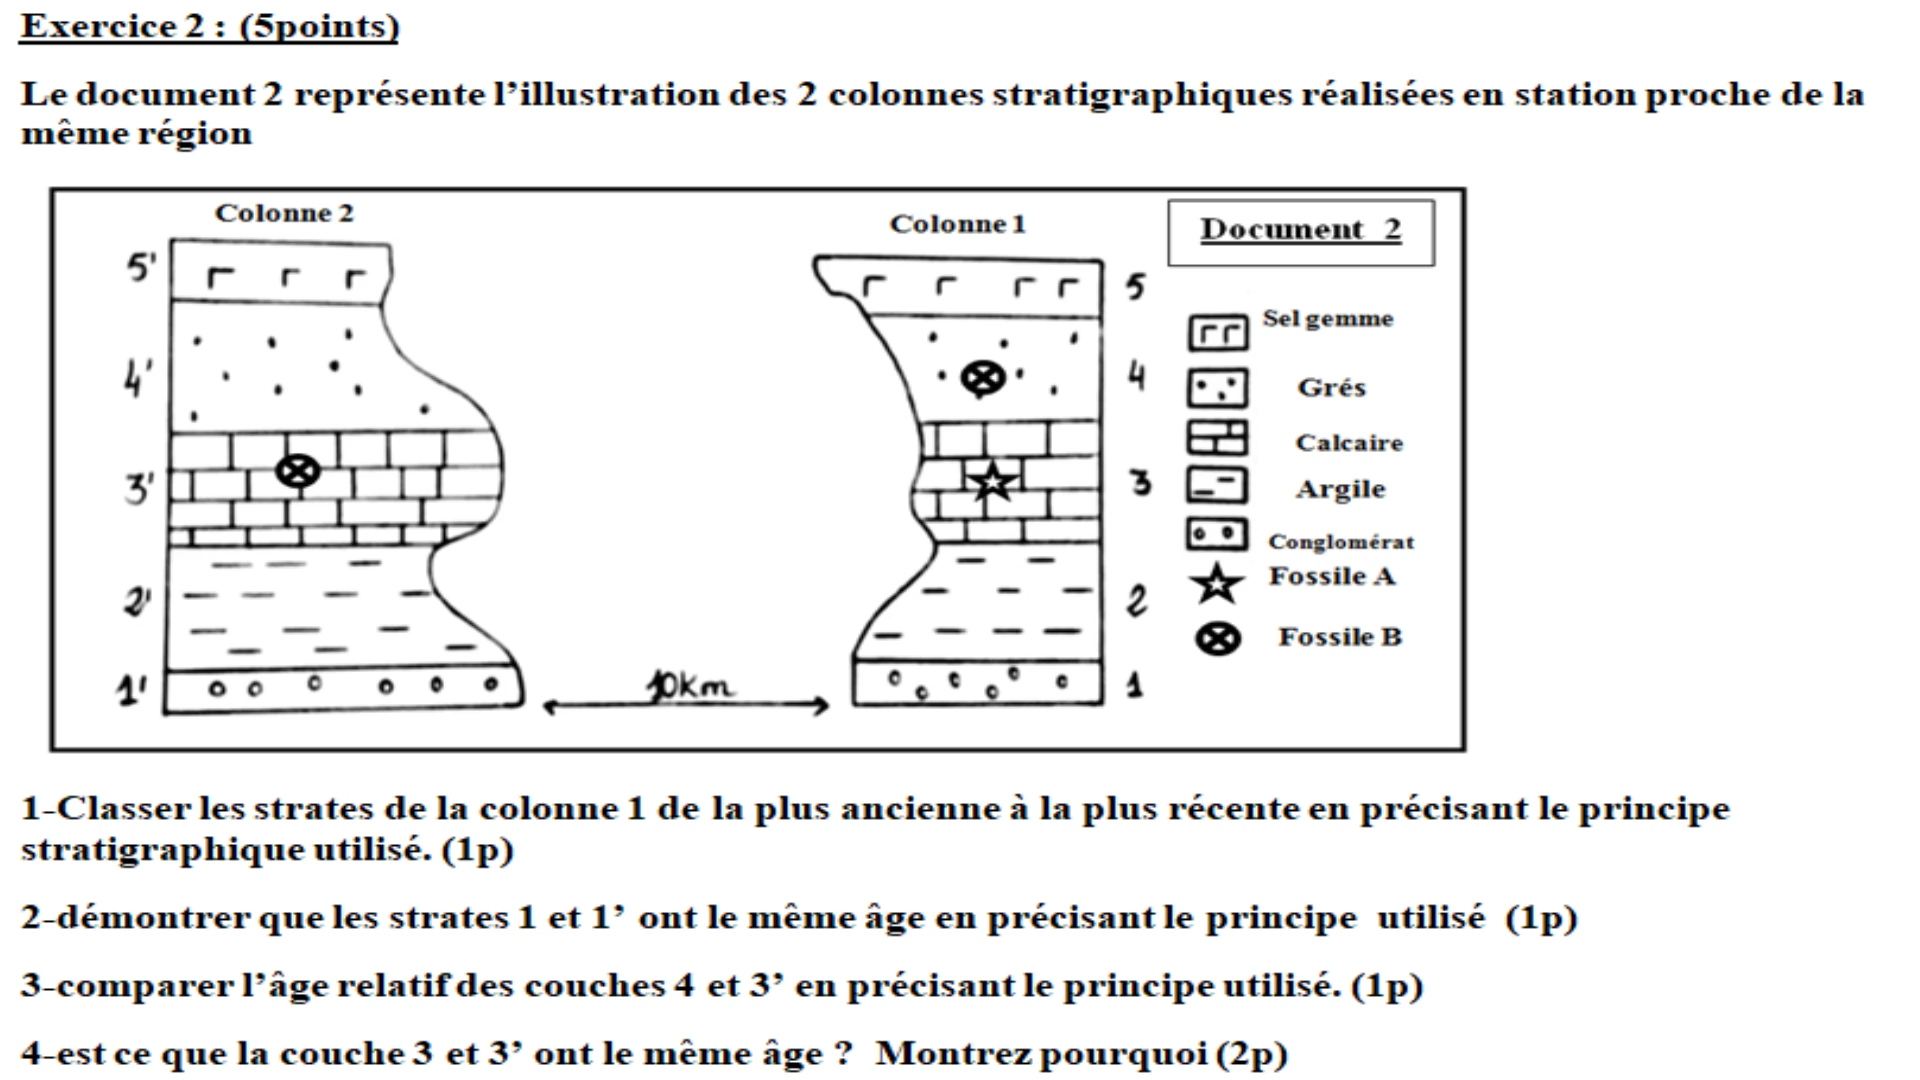 Exercice 2 : (5points)
Le document 2 représente l’illustration des 2 colonnes stratigraphiques réalisées en station proche de la
même région
Colonne 2
Colonne 1
Document 2
5'
4'
3'
2'
1'
10km
5
4
3
2
1
Sel gemme
Grés
Calcaire
Argile
Conglomérat
Fossile A
Fossile B
1-Classer les strates de la colonne 1 de la plus ancienne à la plus récente en précisant le principe
stratigraphique utilisé. (1p)
2-démontrer que les strates 1 et 1’ ont le même âge en précisant le principe utilisé (1p)
3-comparer l’âge relatif des couches 4 et 3’ en précisant le principe utilisé. (1p)
4-est ce que la couche 3 et 3’ ont le même âge ? Montrez pourquoi (2p)